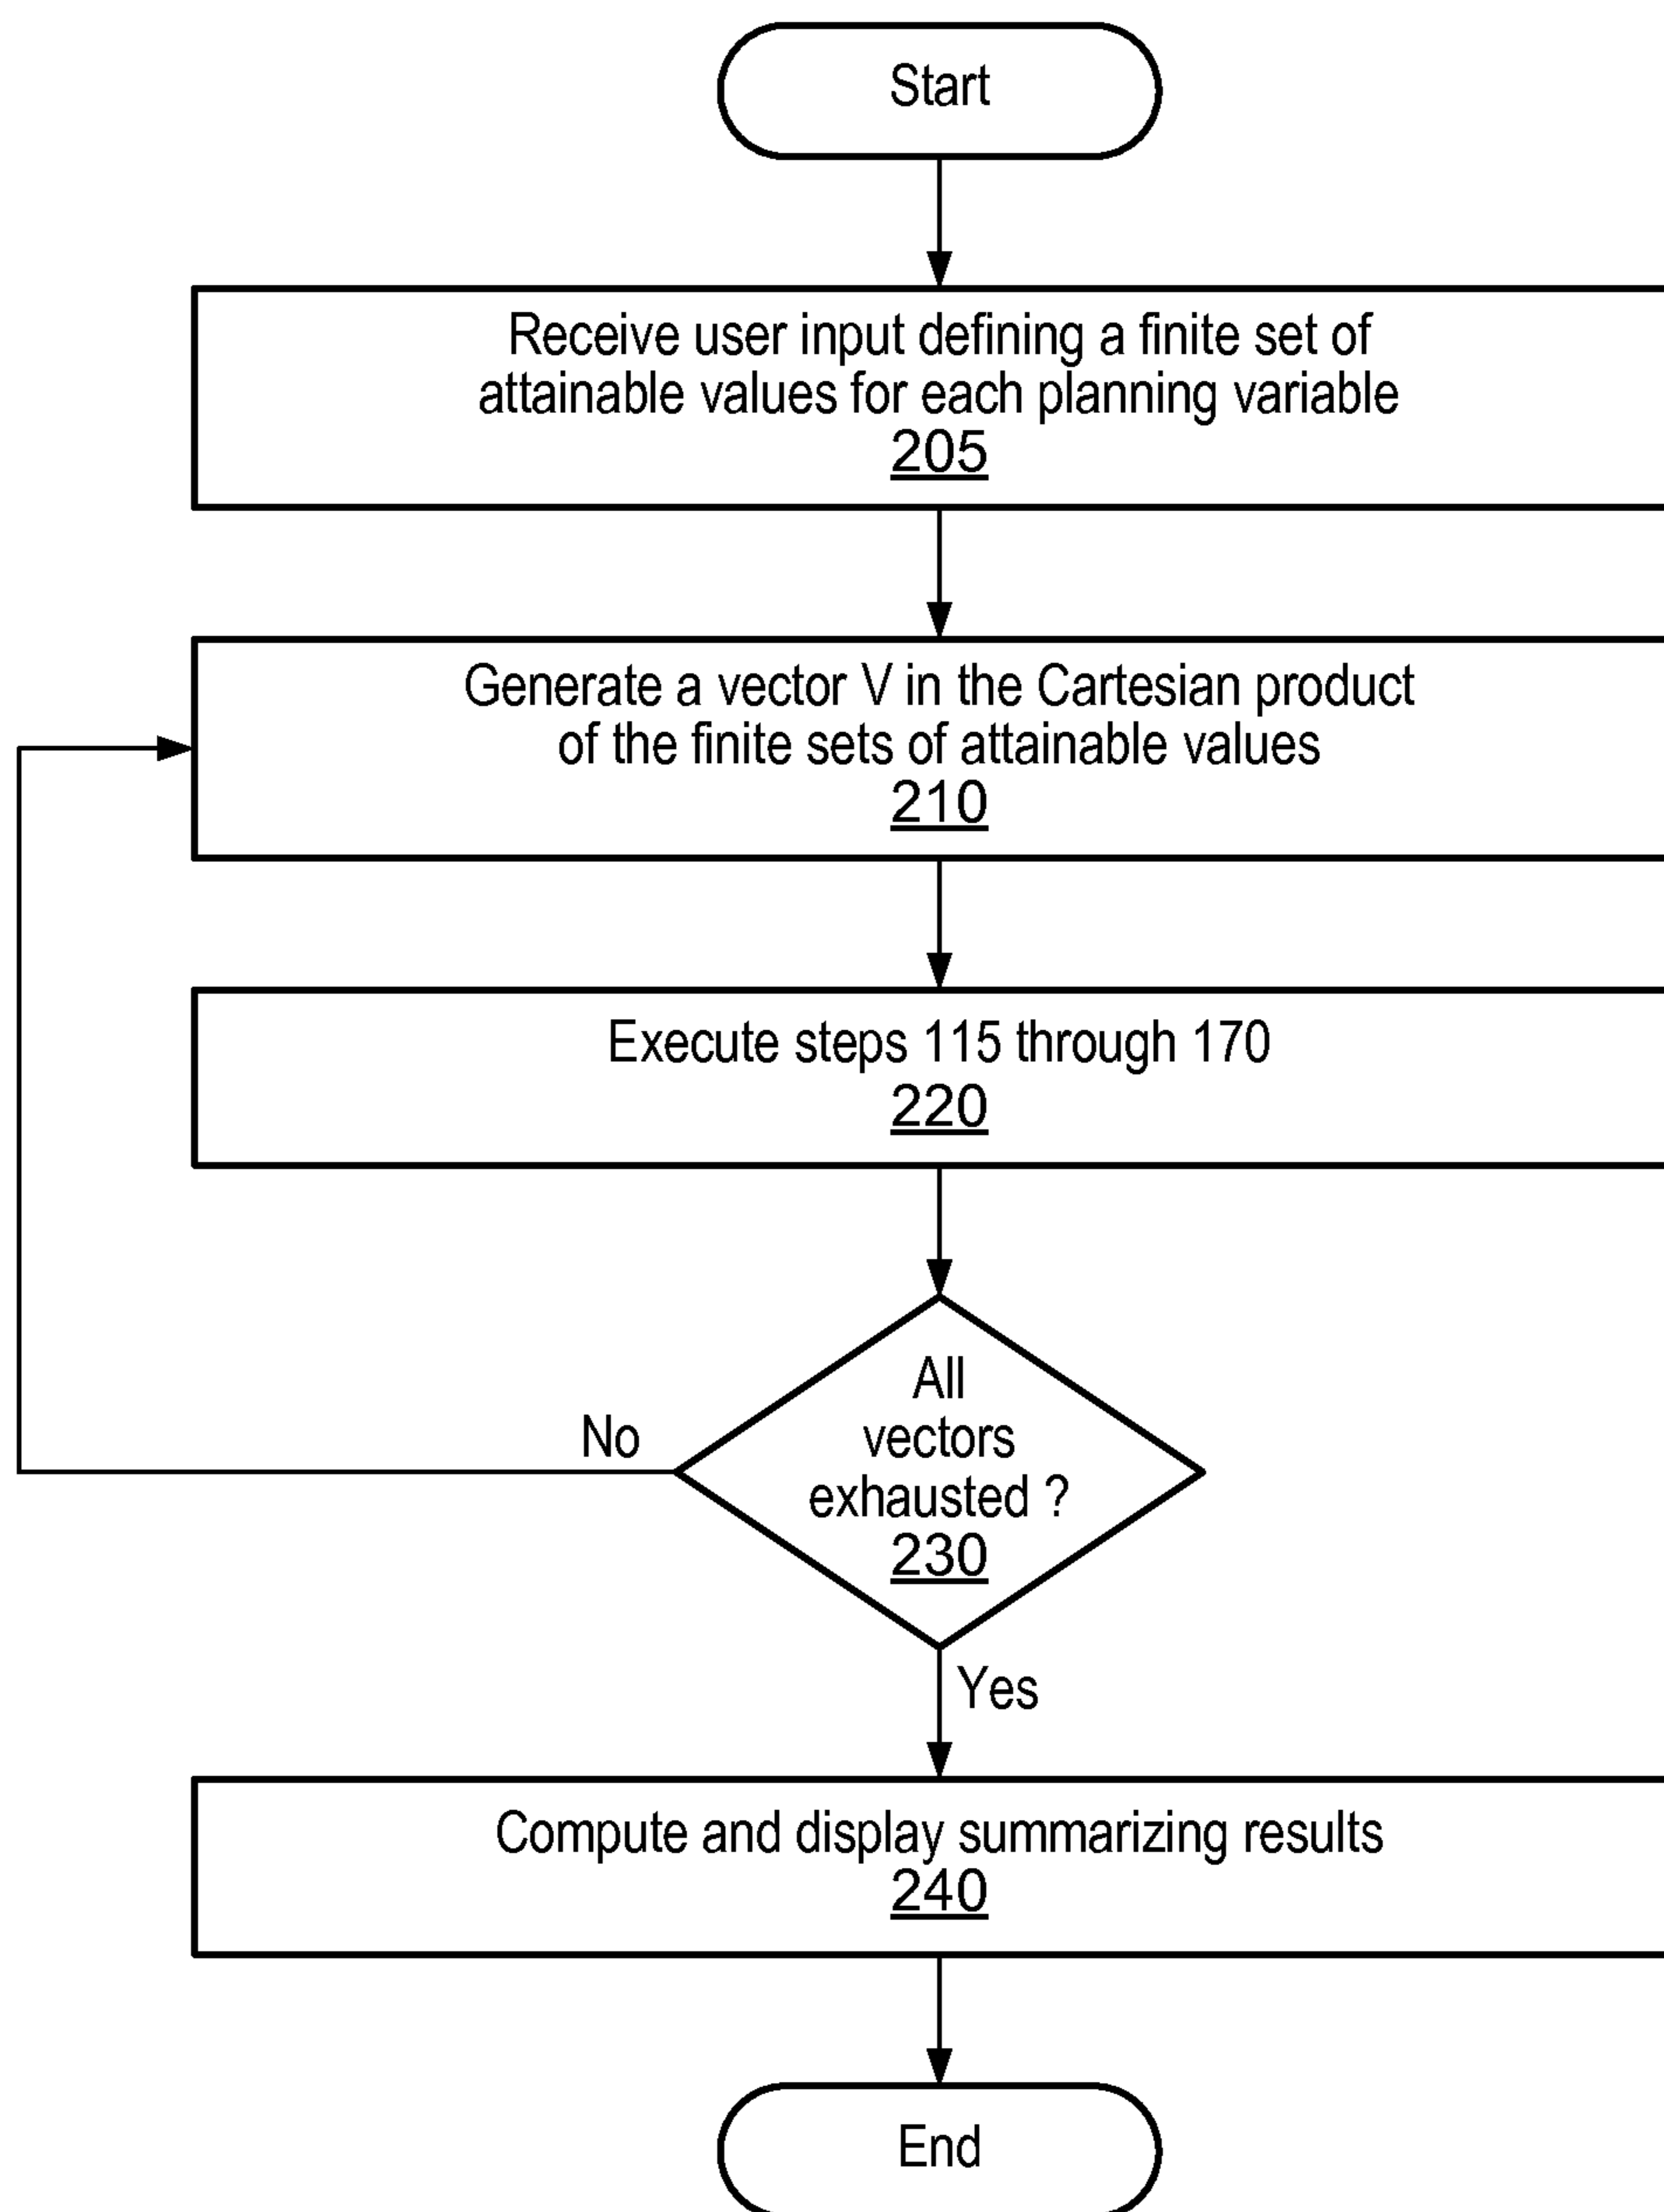 Start
Receive user input defining a finite set of
attainable values for each planning variable
205
Generate a vector V in the Cartesian product
of the finite sets of attainable values
210
Execute steps 115 through 170
220
All
vectors
exhausted ?
230
No
Yes
Compute and display summarizing results
240
End